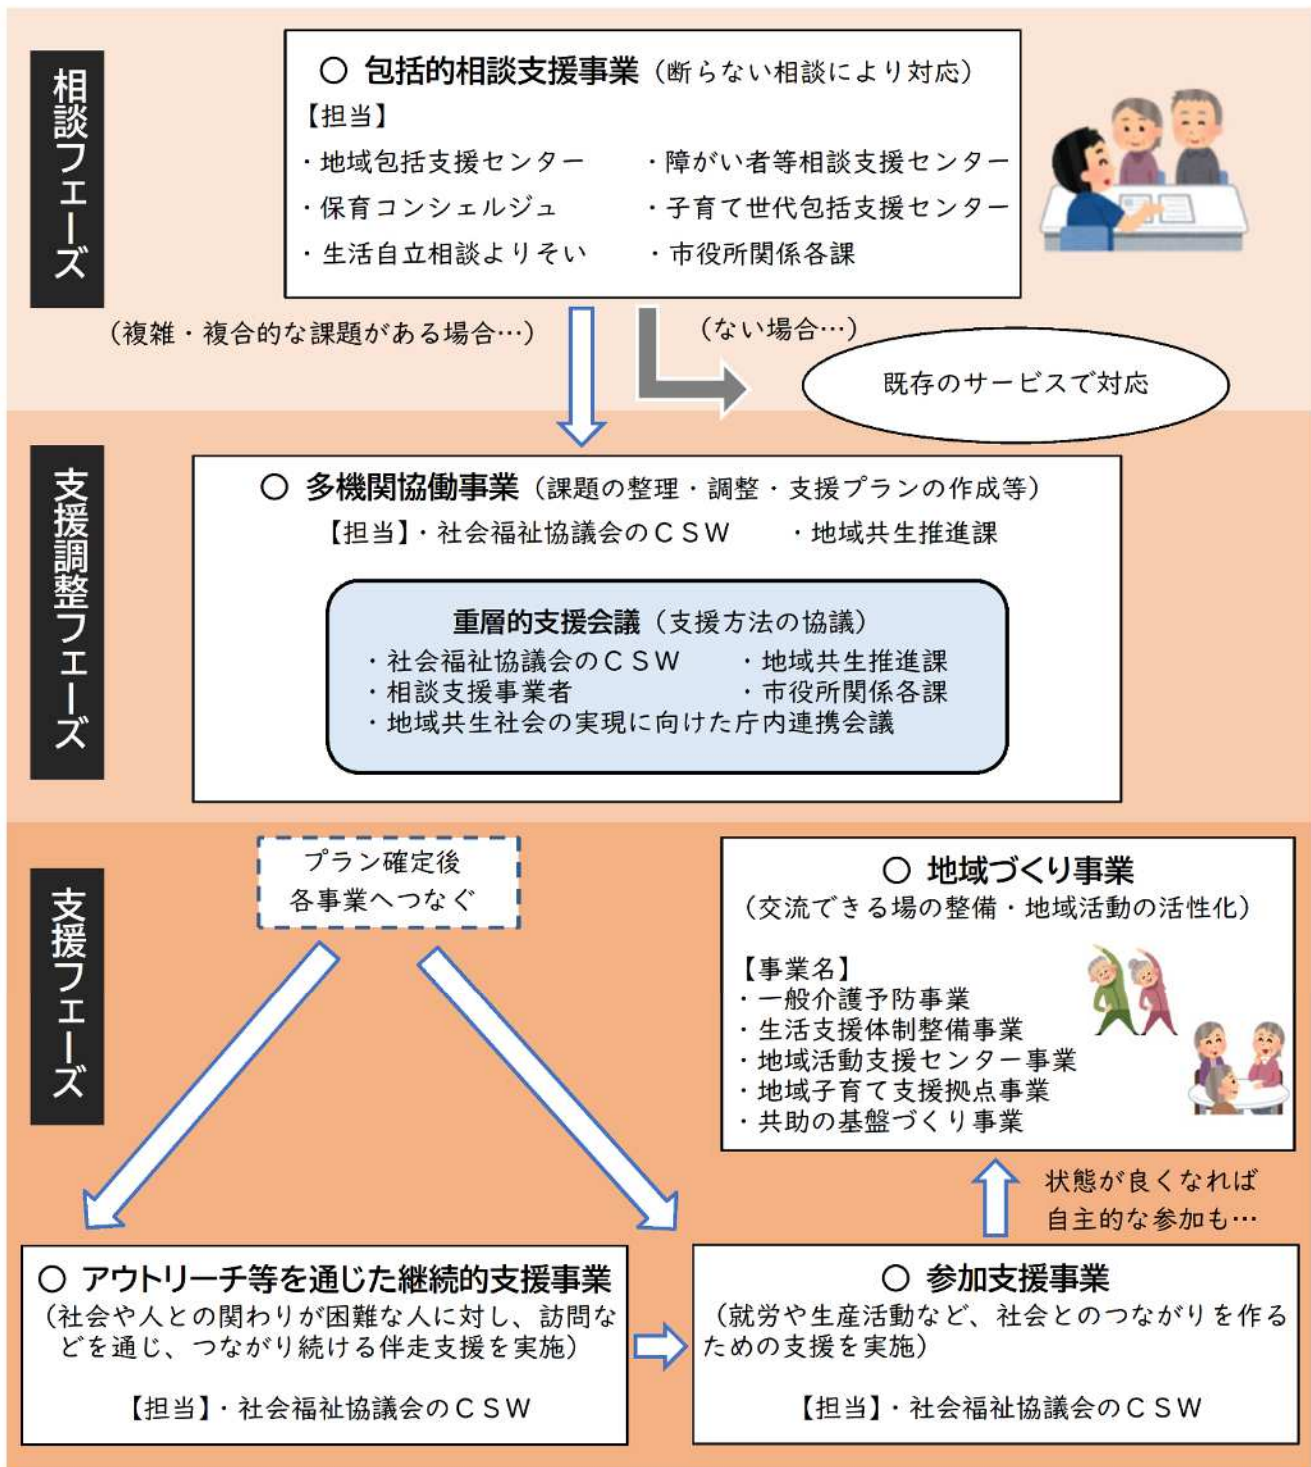 相談フェーズ
○ 包括的相談支援事業（断らない相談により対応）
【担当】
・地域包括支援センター　・障がい者等相談支援センター
・保育コンシェルジュ　・子育て世代包括支援センター
・生活自立相談よりそい　・市役所関係各課
（複雑・複合的な課題がある場合…）
（ない場合…）
既存のサービスで対応
支援調整フェーズ
○ 多機関協働事業（課題の整理・調整・支援プランの作成等）
【担当】・社会福祉協議会のＣＳＷ　・地域共生推進課
重層的支援会議（支援方法の協議）
・社会福祉協議会のＣＳＷ　・地域共生推進課
・相談支援事業者　・市役所関係各課
・地域共生社会の実現に向けた庁内連携会議
支援フェーズ
プラン確定後
各事業へつなぐ
○ 地域づくり事業
（交流できる場の整備・地域活動の活性化）
【事業名】
・一般介護予防事業
・生活支援体制整備事業
・地域活動支援センター事業
・地域子育て支援拠点事業
・共助の基盤づくり事業
状態が良くなれば
自主的な参加も…
○ アウトリーチ等を通じた継続的支援事業
（社会や人との関わりが困難な人に対し、訪問な
どを通じ、つながり続ける伴走支援を実施）
【担当】・社会福祉協議会のＣＳＷ
○ 参加支援事業
（就労や生産活動など、社会とのつながりを作る
ための支援を実施）
【担当】・社会福祉協議会のＣＳＷ